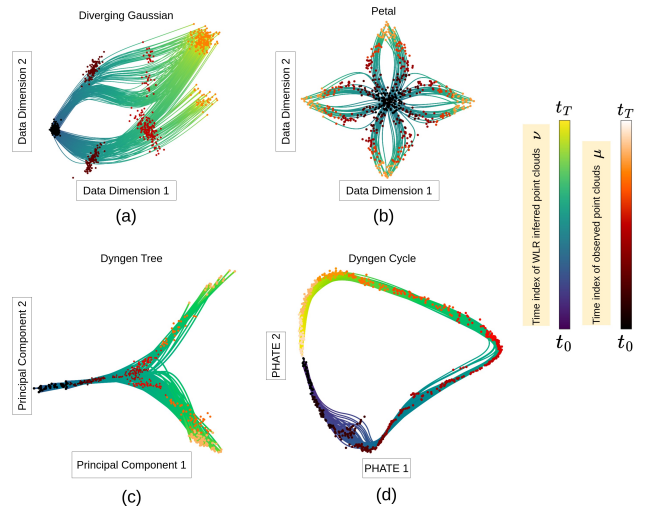 Diverging Gaussian
Data Dimension 2
Data Dimension 1
(a)
Petal
Data Dimension 2
Data Dimension 1
(b)
Dyngen Tree
Principal Component 2
Principal Component 1
(c)
Dyngen Cycle
PHATE 2
PHATE 1
(d)
t_T
Time index of WLR inferred point clouds ν
t_0
t_T
Time index of observed point clouds μ
t_0